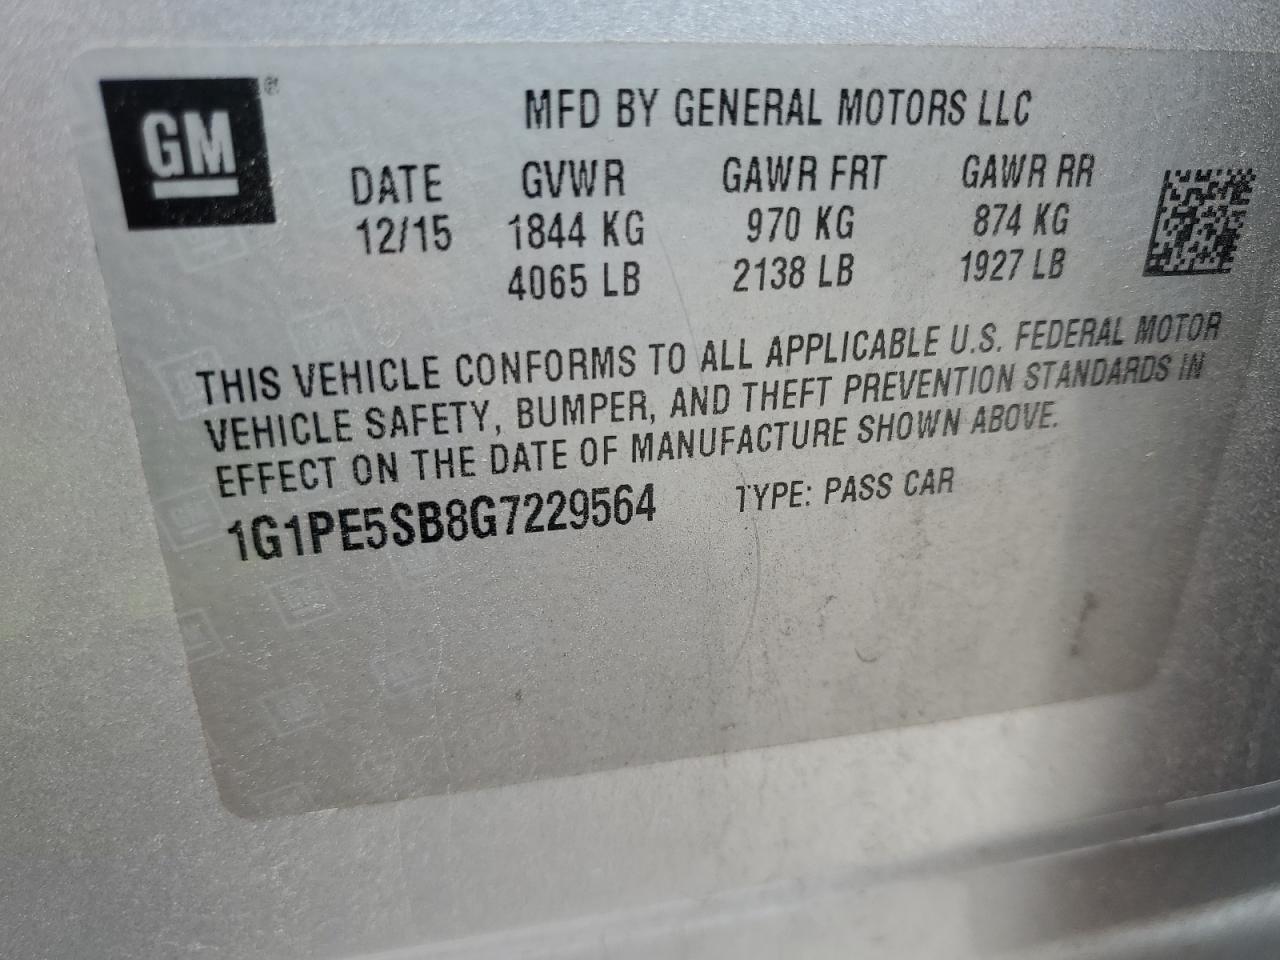 GM®
MFD BY GENERAL MOTORS LLC
DATE GVWR GAWR FRT GAWR RR
12/15 1844 KG 970 KG 874 KG
4065 LB 2138 LB 1927 LB
THIS VEHICLE CONFORMS TO ALL APPLICABLE U.S. FEDERAL MOTOR
VEHICLE SAFETY, BUMPER, AND THEFT PREVENTION STANDARDS IN
EFFECT ON THE DATE OF MANUFACTURE SHOWN ABOVE.
1G1PE5SB8G7229564 TYPE: PASS CAR